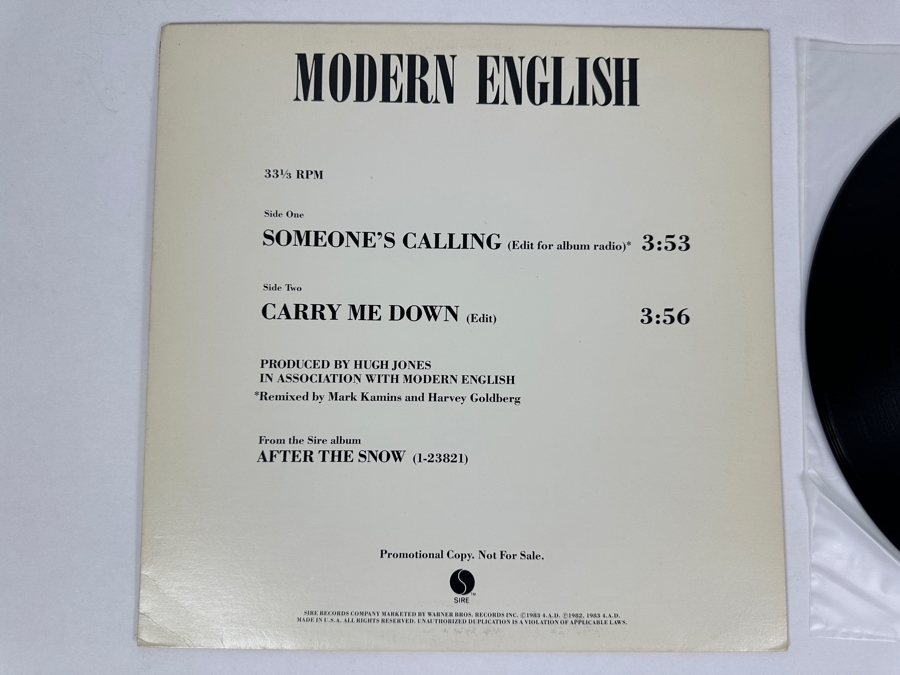 MODERN ENGLISH
33⅓ RPM
Side One
SOMEONE'S CALLING (Edit for album radio)* 3:53
Side Two
CARRY ME DOWN (Edit) 3:56
PRODUCED BY HUGH JONES
IN ASSOCIATION WITH MODERN ENGLISH
*Remixed by Mark Kamins and Harvey Goldberg
From the Sire album
AFTER THE SNOW (1-23821)
Promotional Copy. Not For Sale.
TM
SIRE
SIRE RECORDS COMPANY MARKETED BY WARNER BROS. RECORDS INC. ©1983 4.A.D. ℗1982, 1983 4.A.D.
MADE IN U.S.A. ALL RIGHTS RESERVED. UNAUTHORIZED DUPLICATION IS A VIOLATION OF APPLICABLE LAWS.